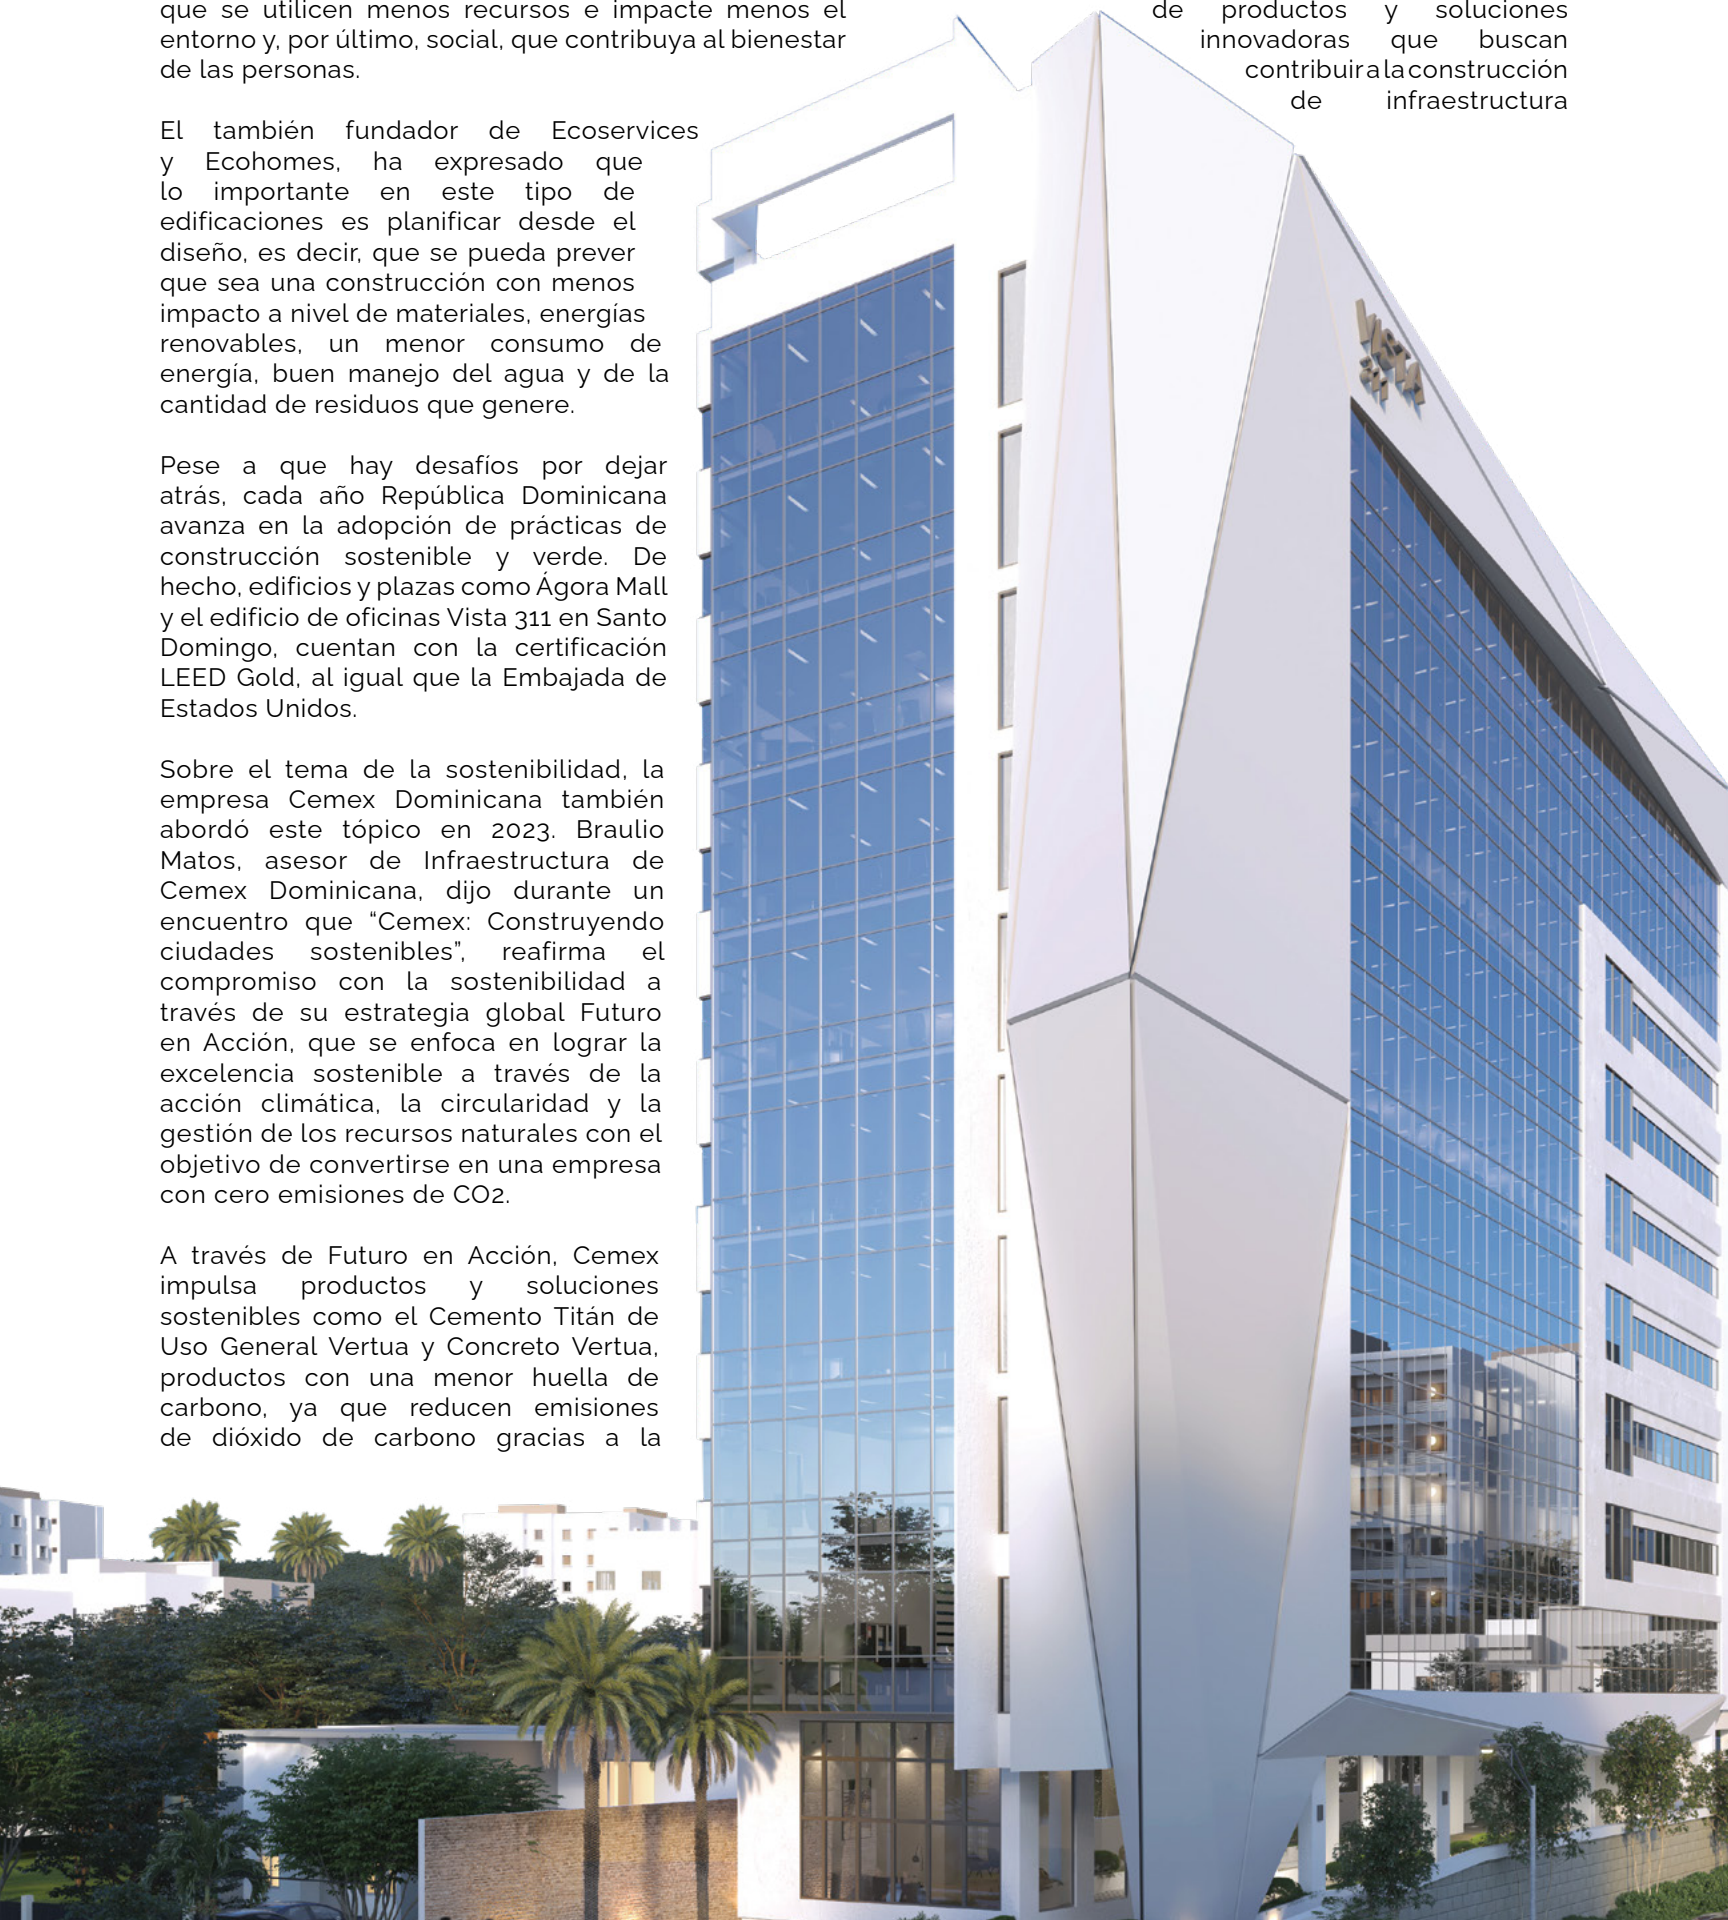 que se utilicen menos recursos e impacte menos el
entorno y, por último, social, que contribuya al bienestar
de las personas.
El también fundador de Ecoservices
y Ecohomes, ha expresado que
lo importante en este tipo de
edificaciones es planificar desde el
diseño, es decir, que se pueda prever
que sea una construcción con menos
impacto a nivel de materiales, energías
renovables, un menor consumo de
energía, buen manejo del agua y de la
cantidad de residuos que genere.
Pese a que hay desafíos por dejar
atrás, cada año República Dominicana
avanza en la adopción de prácticas de
construcción sostenible y verde. De
hecho, edificios y plazas como Ágora Mall
y el edificio de oficinas Vista 311 en Santo
Domingo, cuentan con la certificación
LEED Gold, al igual que la Embajada de
Estados Unidos.
Sobre el tema de la sostenibilidad, la
empresa Cemex Dominicana también
abordó este tópico en 2023. Braulio
Matos, asesor de Infraestructura de
Cemex Dominicana, dijo durante un
encuentro que “Cemex: Construyendo
ciudades sostenibles”, reafirma el
compromiso con la sostenibilidad a
través de su estrategia global Futuro
en Acción, que se enfoca en lograr la
excelencia sostenible a través de la
acción climática, la circularidad y la
gestión de los recursos naturales con el
objetivo de convertirse en una empresa
con cero emisiones de CO2.
A través de Futuro en Acción, Cemex
impulsa productos y soluciones
sostenibles como el Cemento Titán de
Uso General Vertua y Concreto Vertua,
productos con una menor huella de
carbono, ya que reducen emisiones
de dióxido de carbono gracias a la
de productos y soluciones
innovadoras que buscan
contribuir a la construcción
de infraestructura
VISTA
311